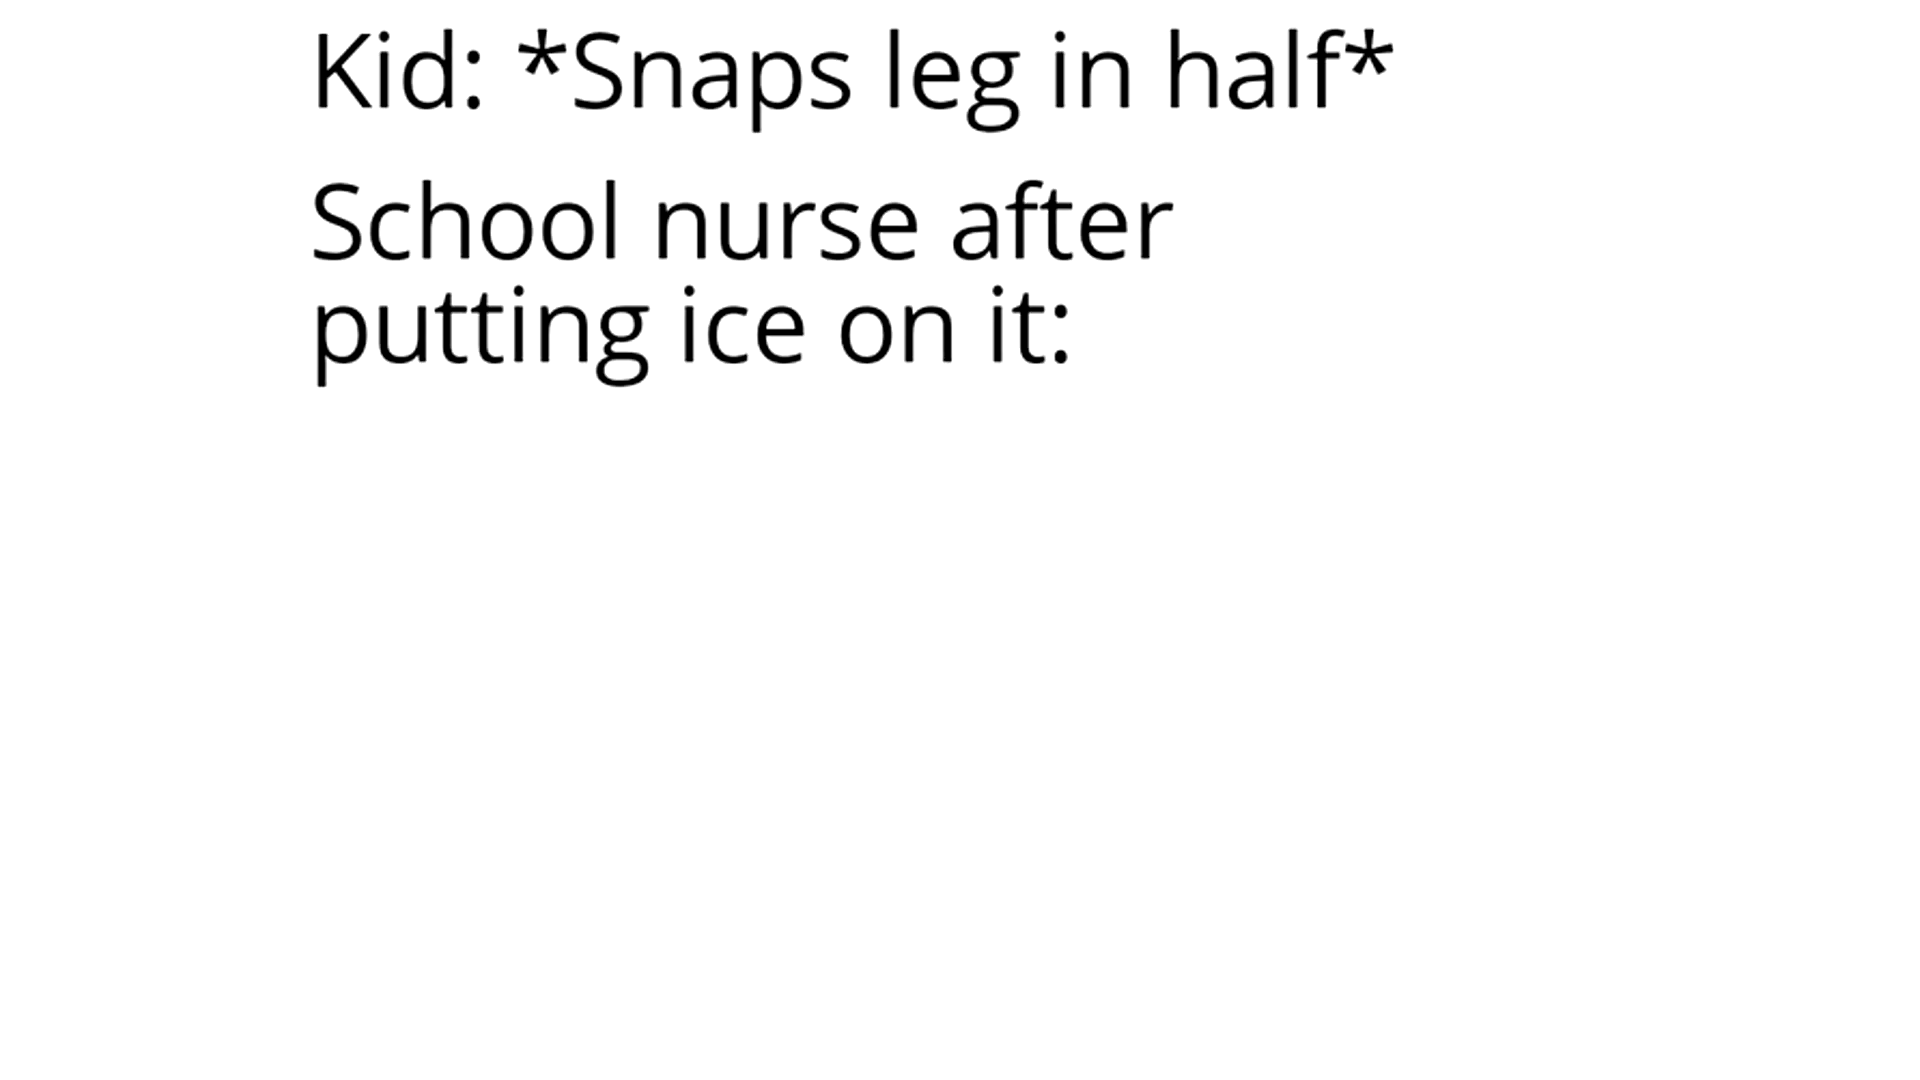 Kid: *Snaps leg in half*
School nurse after
putting ice on it: